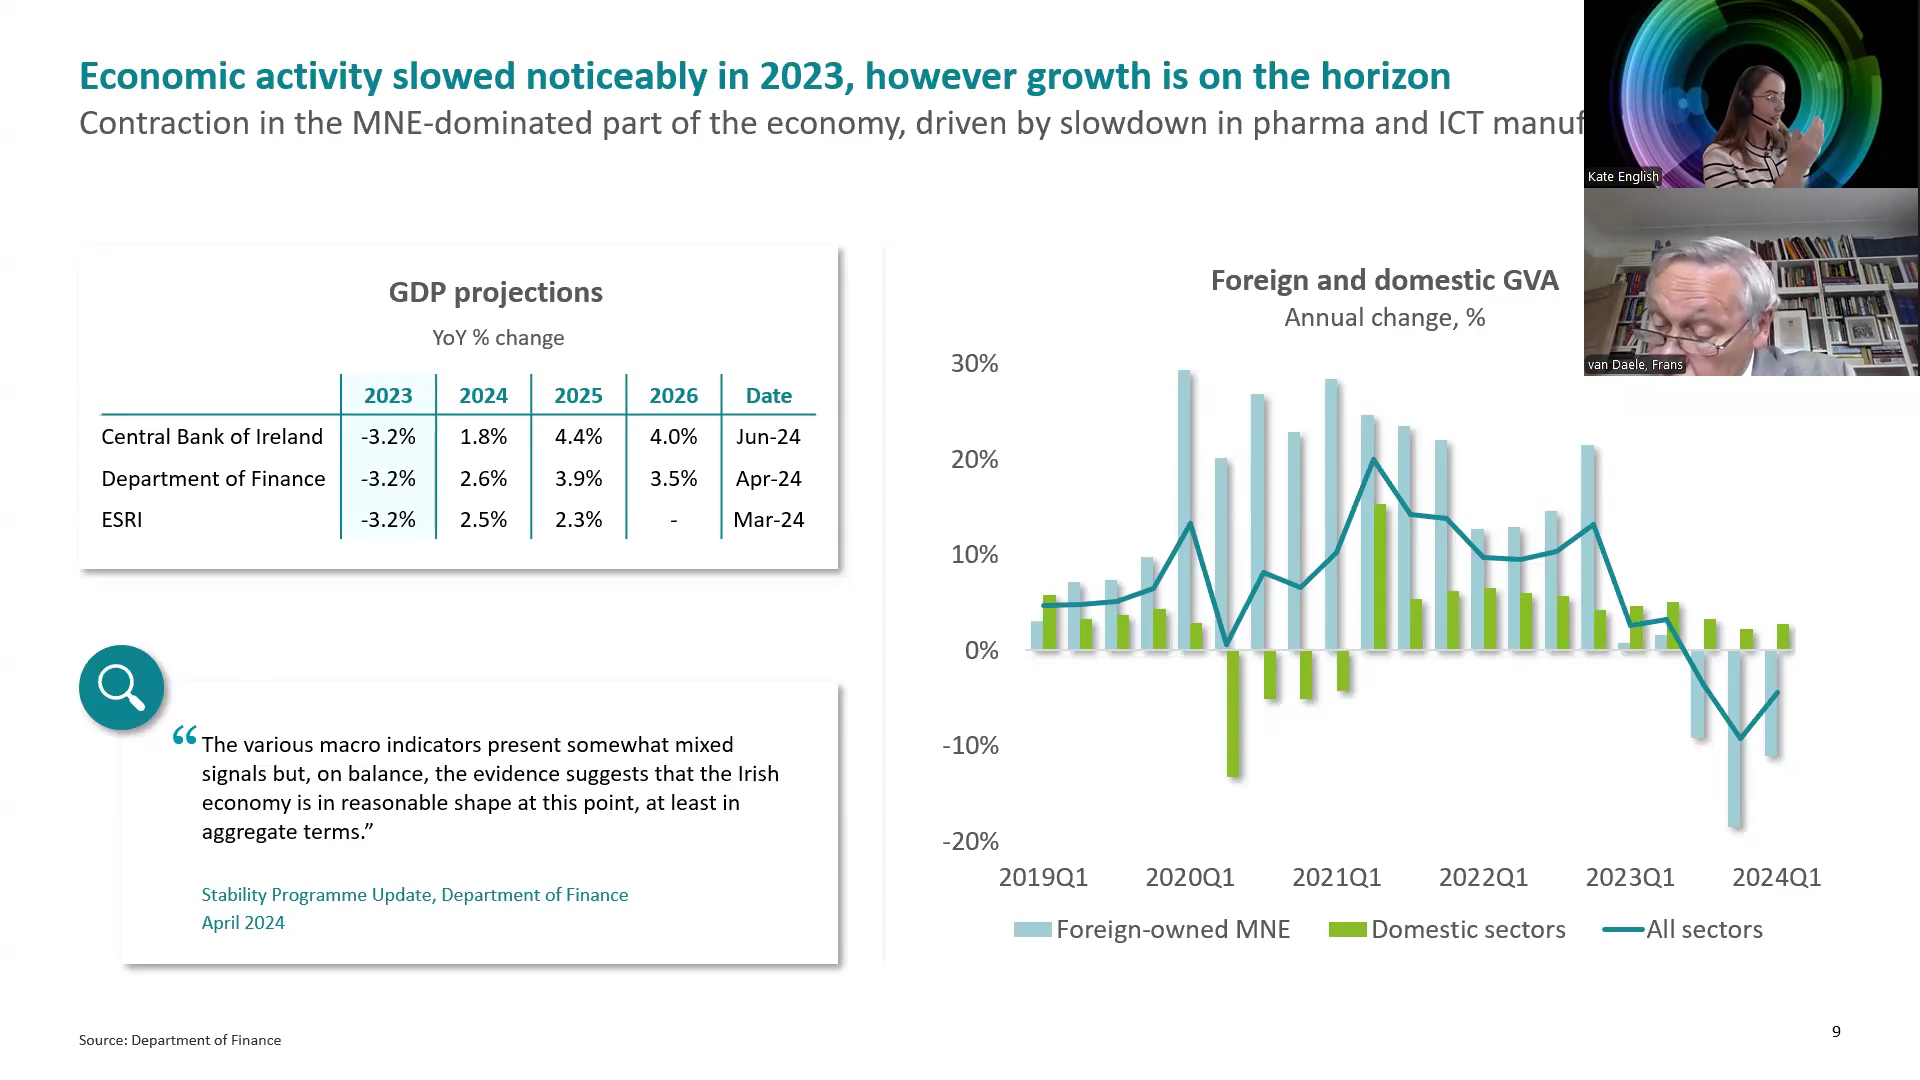 Economic activity slowed noticeably in 2023, however growth is on the horizon
Contraction in the MNE-dominated part of the economy, driven by slowdown in pharma and ICT manuf
Kate English
van Daele, Frans
GDP projections
YoY % change
2023 2024 2025 2026 Date
Central Bank of Ireland -3.2% 1.8% 4.4% 4.0% Jun-24
Department of Finance -3.2% 2.6% 3.9% 3.5% Apr-24
ESRI -3.2% 2.5% 2.3% - Mar-24
“ The various macro indicators present somewhat mixed
signals but, on balance, the evidence suggests that the Irish
economy is in reasonable shape at this point, at least in
aggregate terms.”
Stability Programme Update, Department of Finance
April 2024
Foreign and domestic GVA
Annual change, %
30%
20%
10%
0%
-10%
-20%
2019Q1 2020Q1 2021Q1 2022Q1 2023Q1 2024Q1
Foreign-owned MNE Domestic sectors All sectors
Source: Department of Finance
9